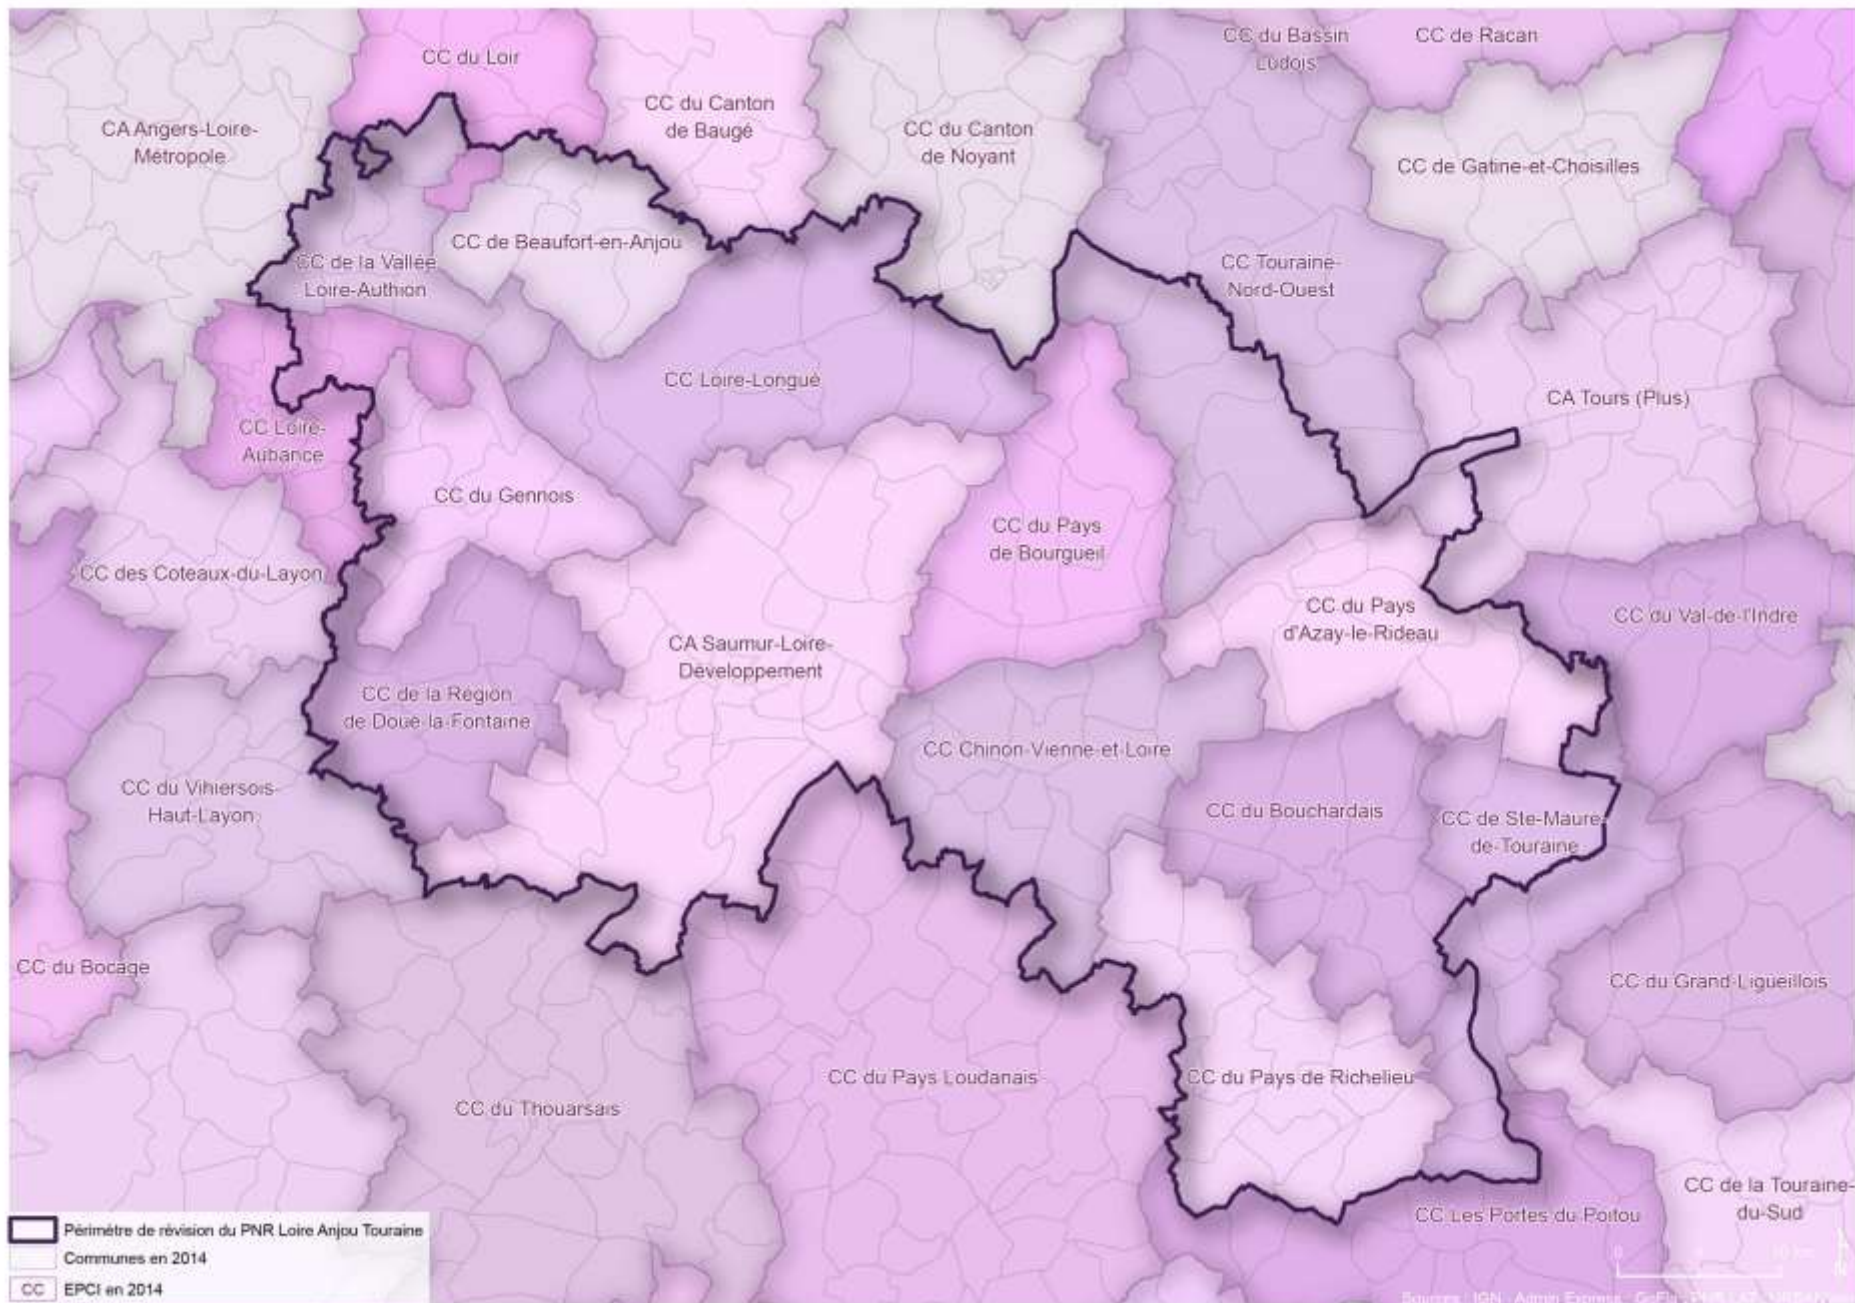 CC du Loir
CC du Bassin
Ludois
CC de Racan
CC du Canton
de Baugé
CA Angers-Loire-
Métropole
CC du Canton
de Noyant
CC de Gatine-et-Choisilles
CC de Beaufort-en-Anjou
CC de la Vallée
Loire-Authion
CC Touraine-
Nord-Ouest
CC Loire-Longué
CA Tours (Plus)
CC Loire-
Aubance
CC du Gennois
CC du Pays
de Bourgueil
CC des Coteaux-du-Layon
CC du Pays
d'Azay-le-Rideau
CC du Val-de-l'Indre
CA Saumur-Loire-
Développement
CC de la Région
de Doué-la-Fontaine
CC Chinon-Vienne-et-Loire
CC du Vihiersois-
Haut-Layon
CC du Bouchardais
CC de Ste-Maure-
de-Touraine
CC du Bocage
CC du Grand-Ligueillois
CC du Pays Loudanais
CC du Pays de Richelieu
CC du Thouarsais
CC de la Touraine-
du-Sud
CC Les Portes du Poitou
Périmètre de révision du PNR Loire Anjou Touraine
Communes en 2014
CC EPCI en 2014
0
10 km
Sources : IGN - Admin Express